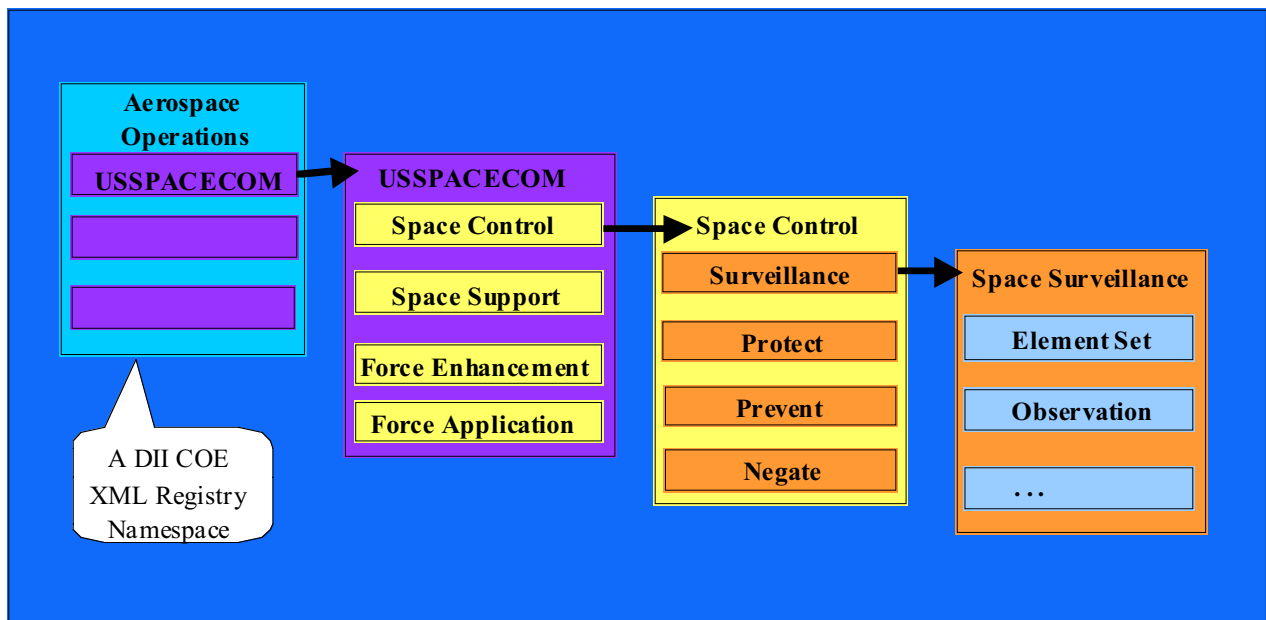 Aerospace
Operations
USSPACECOM
A DII COE
XML Registry
Namespace
USSPACECOM
Space Control
Space Support
Force Enhancement
Force Application
Space Control
Surveillance
Protect
Prevent
Negate
Space Surveillance
Element Set
Observation
...